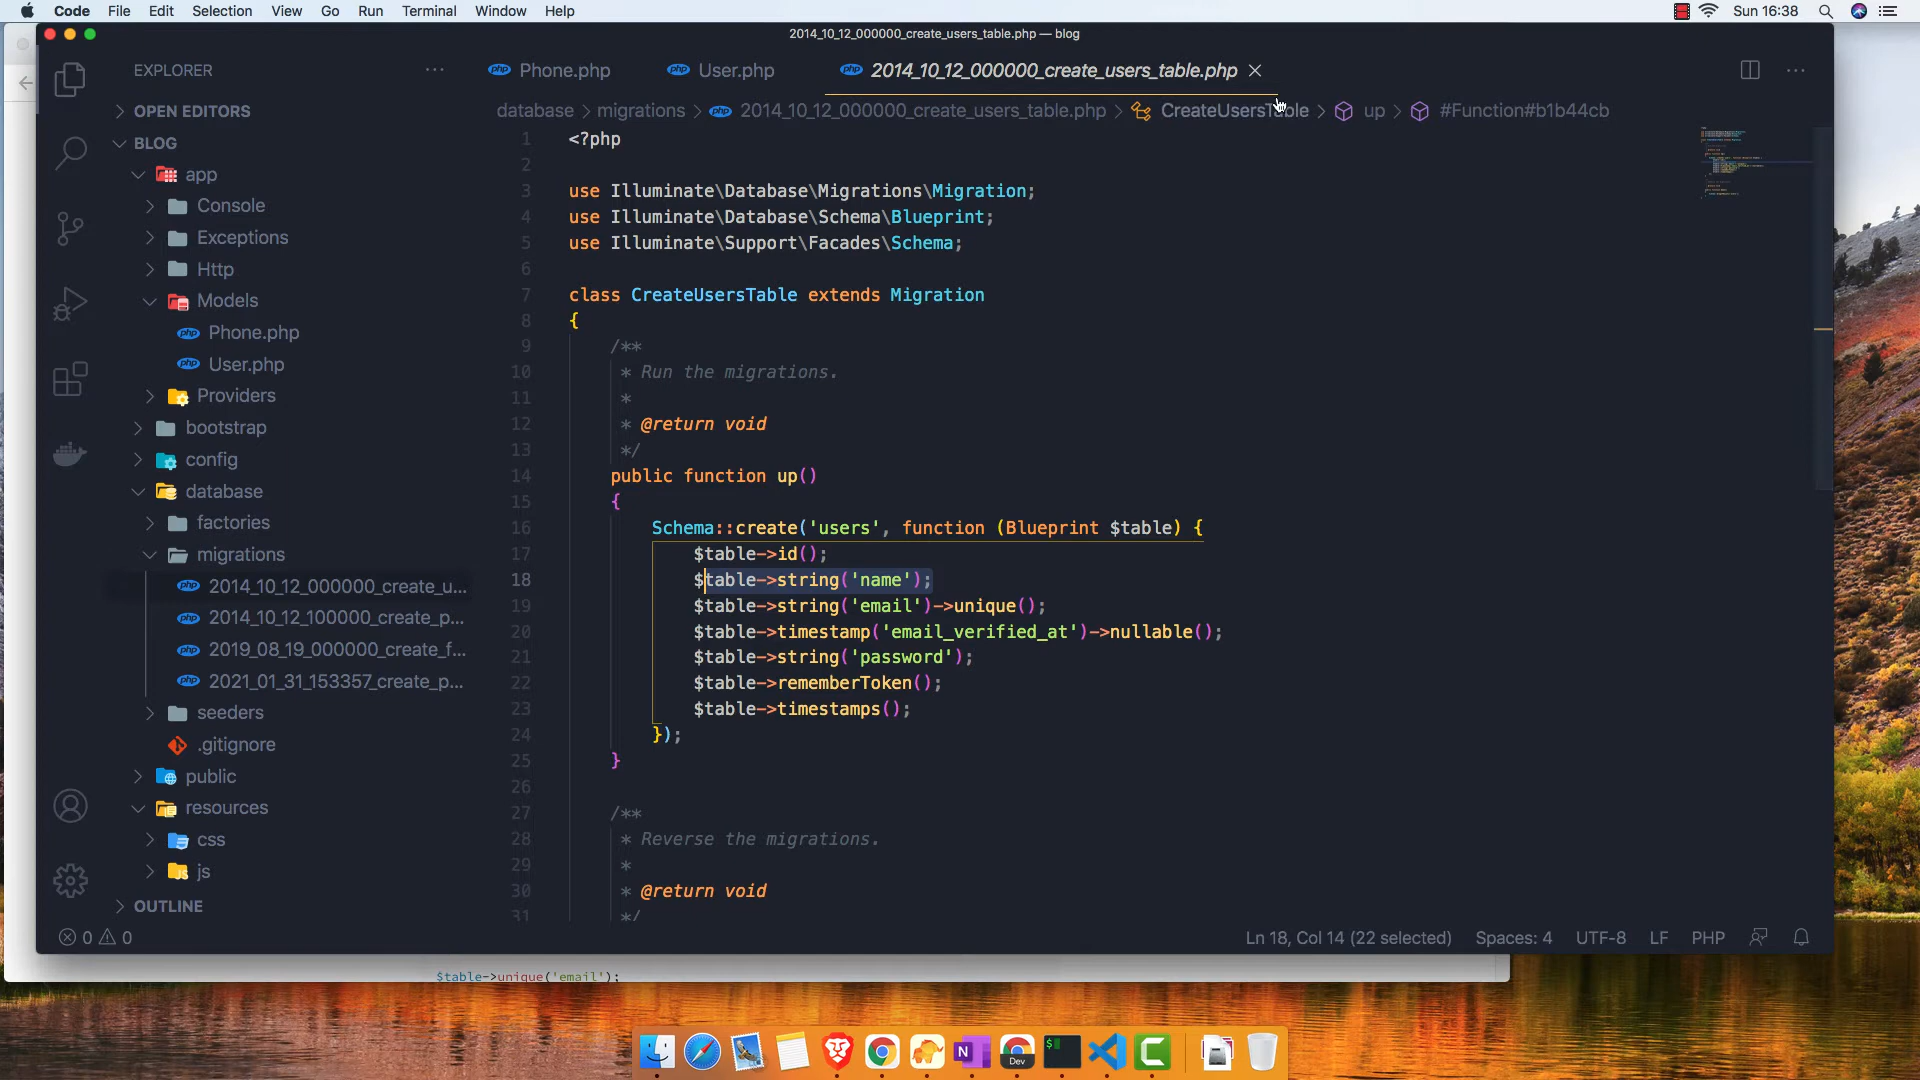 Code File Edit Selection View Go Run Terminal Window Help Sun 16:38
2014_10_12_000000_create_users_table.php — blog
EXPLORER
OPEN EDITORS
BLOG
app
Console
Exceptions
Http
Models
Phone.php
User.php
Providers
bootstrap
config
database
factories
migrations
2014_10_12_000000_create_u...
2014_10_12_100000_create_p...
2019_08_19_000000_create_f...
2021_01_31_153357_create_p...
seeders
.gitignore
public
resources
css
js
OUTLINE
Phone.php User.php 2014_10_12_000000_create_users_table.php
database > migrations > 2014_10_12_000000_create_users_table.php > CreateUsersTable > up > #Function#b1b44cb
1 <?php
2
3 use Illuminate\Database\Migrations\Migration;
4 use Illuminate\Database\Schema\Blueprint;
5 use Illuminate\Support\Facades\Schema;
6
7 class CreateUsersTable extends Migration
8 {
9 /**
10 * Run the migrations.
11 *
12 * @return void
13 */
14 public function up()
15 {
16 Schema::create('users', function (Blueprint $table) {
17 $table->id();
18 $table->string('name');
19 $table->string('email')->unique();
20 $table->timestamp('email_verified_at')->nullable();
21 $table->string('password');
22 $table->rememberToken();
23 $table->timestamps();
24 });
25 }
26
27 /**
28 * Reverse the migrations.
29 *
30 * @return void
31 */
0 0 Ln 18, Col 14 (22 selected) Spaces: 4 UTF-8 LF PHP
$table->unique('email');
N
Dev
$
C